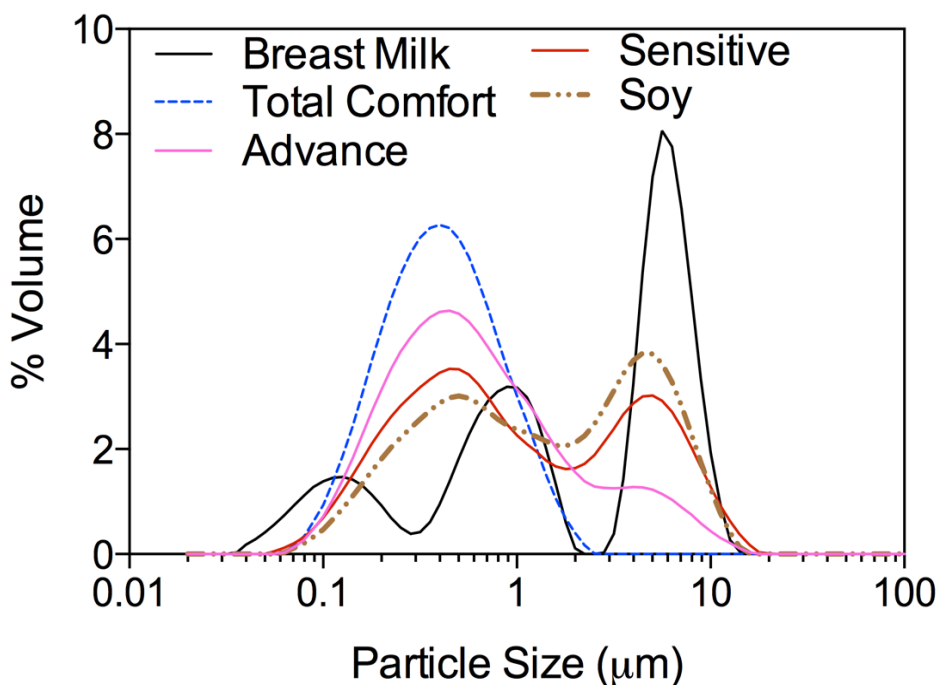 10
Breast Milk
Sensitive
Total Comfort
Soy
Advance
8
6
4
2
0
% Volume
0.01
0.1
1
10
100
Particle Size (μm)